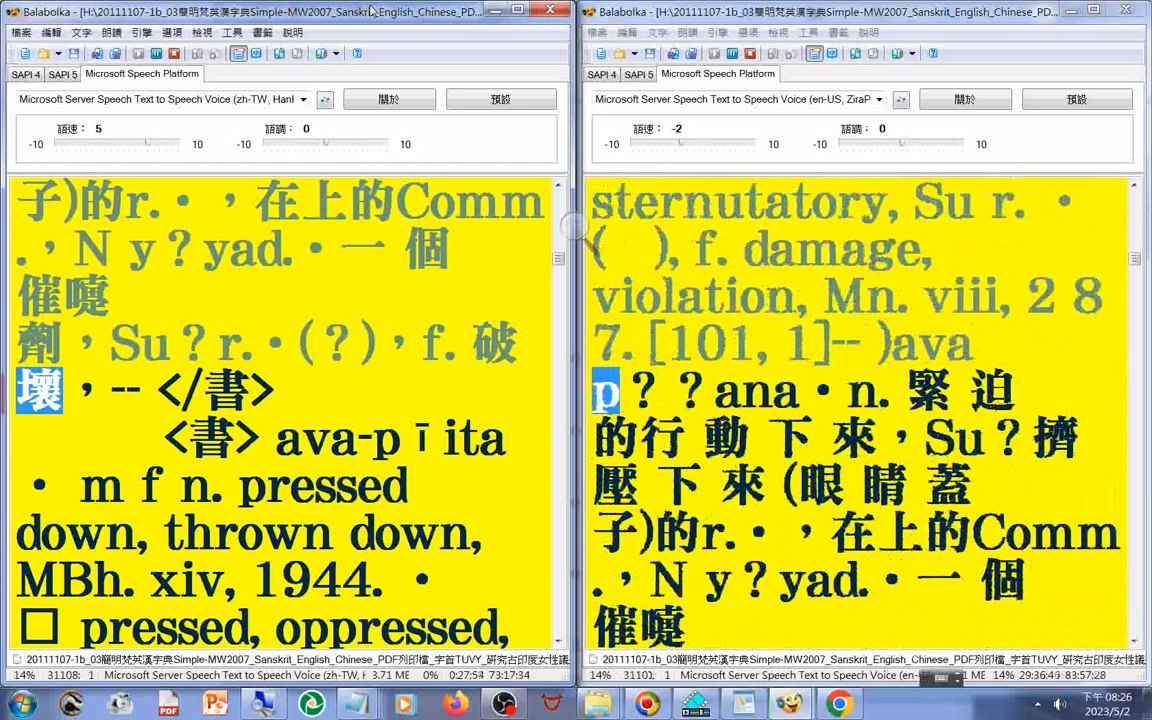 Balabolka - [H:\20111107-1b_03簡明梵英漢字典Simple-MW2007_Sanskrit_English_Chinese_PD...
檔案 編輯 文字 朗讀 引擎 選項 檢視 工具 書籤 說明
SAPI 4 SAPI 5 Microsoft Speech Platform
Microsoft Server Speech Text to Speech Voice (zh-TW, Hanl 關於 預設
語速： 5 語調： 0
-10 10 -10 10
子)的r.‧，在上的Comm
.，N y？yad.‧一 個
催嚏
劑，Su？r.‧(？)，f. 破
壞，-- </書>
<書> ava-pīita
‧ m f n. pressed
down, thrown down,
MBh. xiv, 1944. ‧
□ pressed, oppressed,
20111107-1b_03簡明梵英漢字典Simple-MW2007_Sanskrit_English_Chinese_PDF列印檔_字首TUVY_研究古印度女性議
14% 31108: 1 Microsoft Server Speech Text to Speech Voice (zh-TW, H 3.71 MB 0% 0:27:54 73:17:34
Balabolka - [H:\20111107-1b_03簡明梵英漢字典Simple-MW2007_Sanskrit_English_Chinese_PD...
檔案 編輯 文字 朗讀 引擎 選項 檢視 工具 書籤 說明
SAPI 4 SAPI 5 Microsoft Speech Platform
Microsoft Server Speech Text to Speech Voice (en-US, ZiraP 關於 預設
語速： -2 語調： 0
-10 10 -10 10
sternutatory, Su r. ‧
( ), f. damage,
violation, Mn. viii, 2 8
7. [101, 1]-- )ava
p？？ana‧n. 緊 迫
的行 動 下 來，Su？擠
壓 下 來 (眼 睛 蓋
子)的r.‧，在上的Comm
.，N y？yad.‧一 個
催嚏
20111107-1b_03簡明梵英漢字典Simple-MW2007_Sanskrit_English_Chinese_PDF列印檔_字首TUVY_研究古印度女性議
14% 31101: 1 Microsoft Server Speech Text to Speech 14% 29:36:43 83:57:28
下午 08:26
2023/5/2